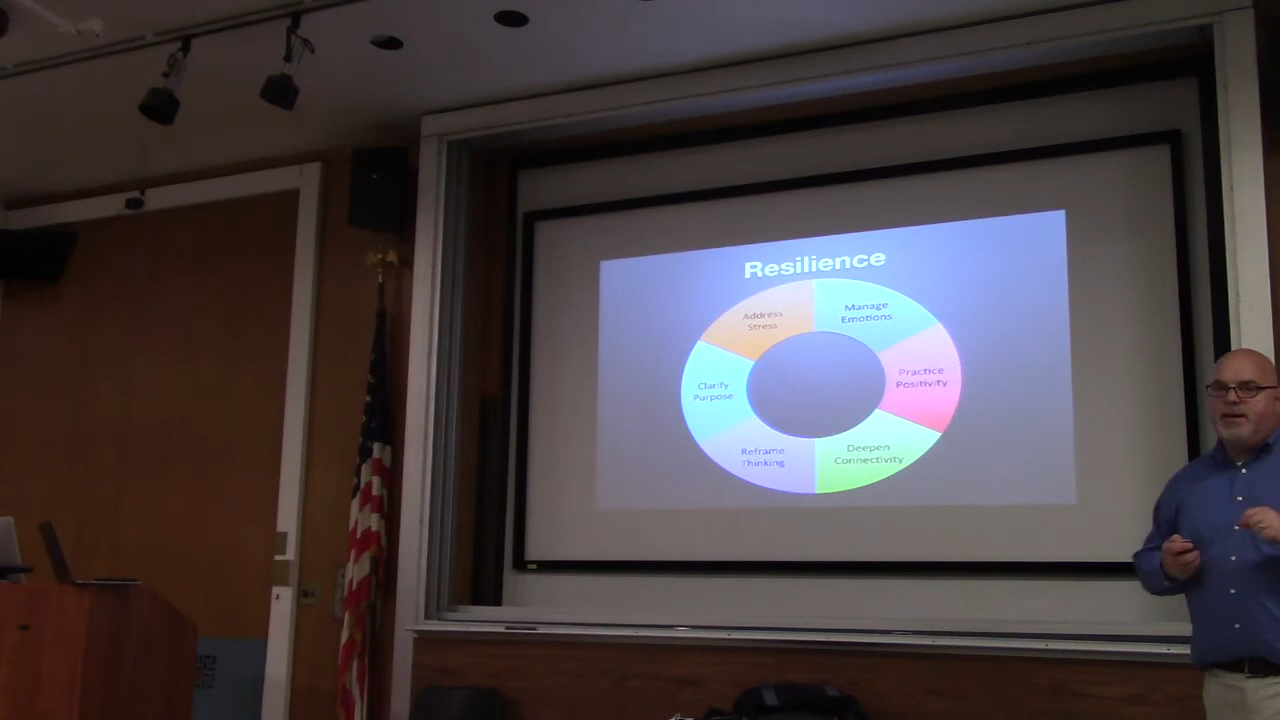 Resilience
Address
Stress
Manage
Emotions
Clarify
Purpose
Practice
Positivity
Reframe
Thinking
Deepen
Connectivity